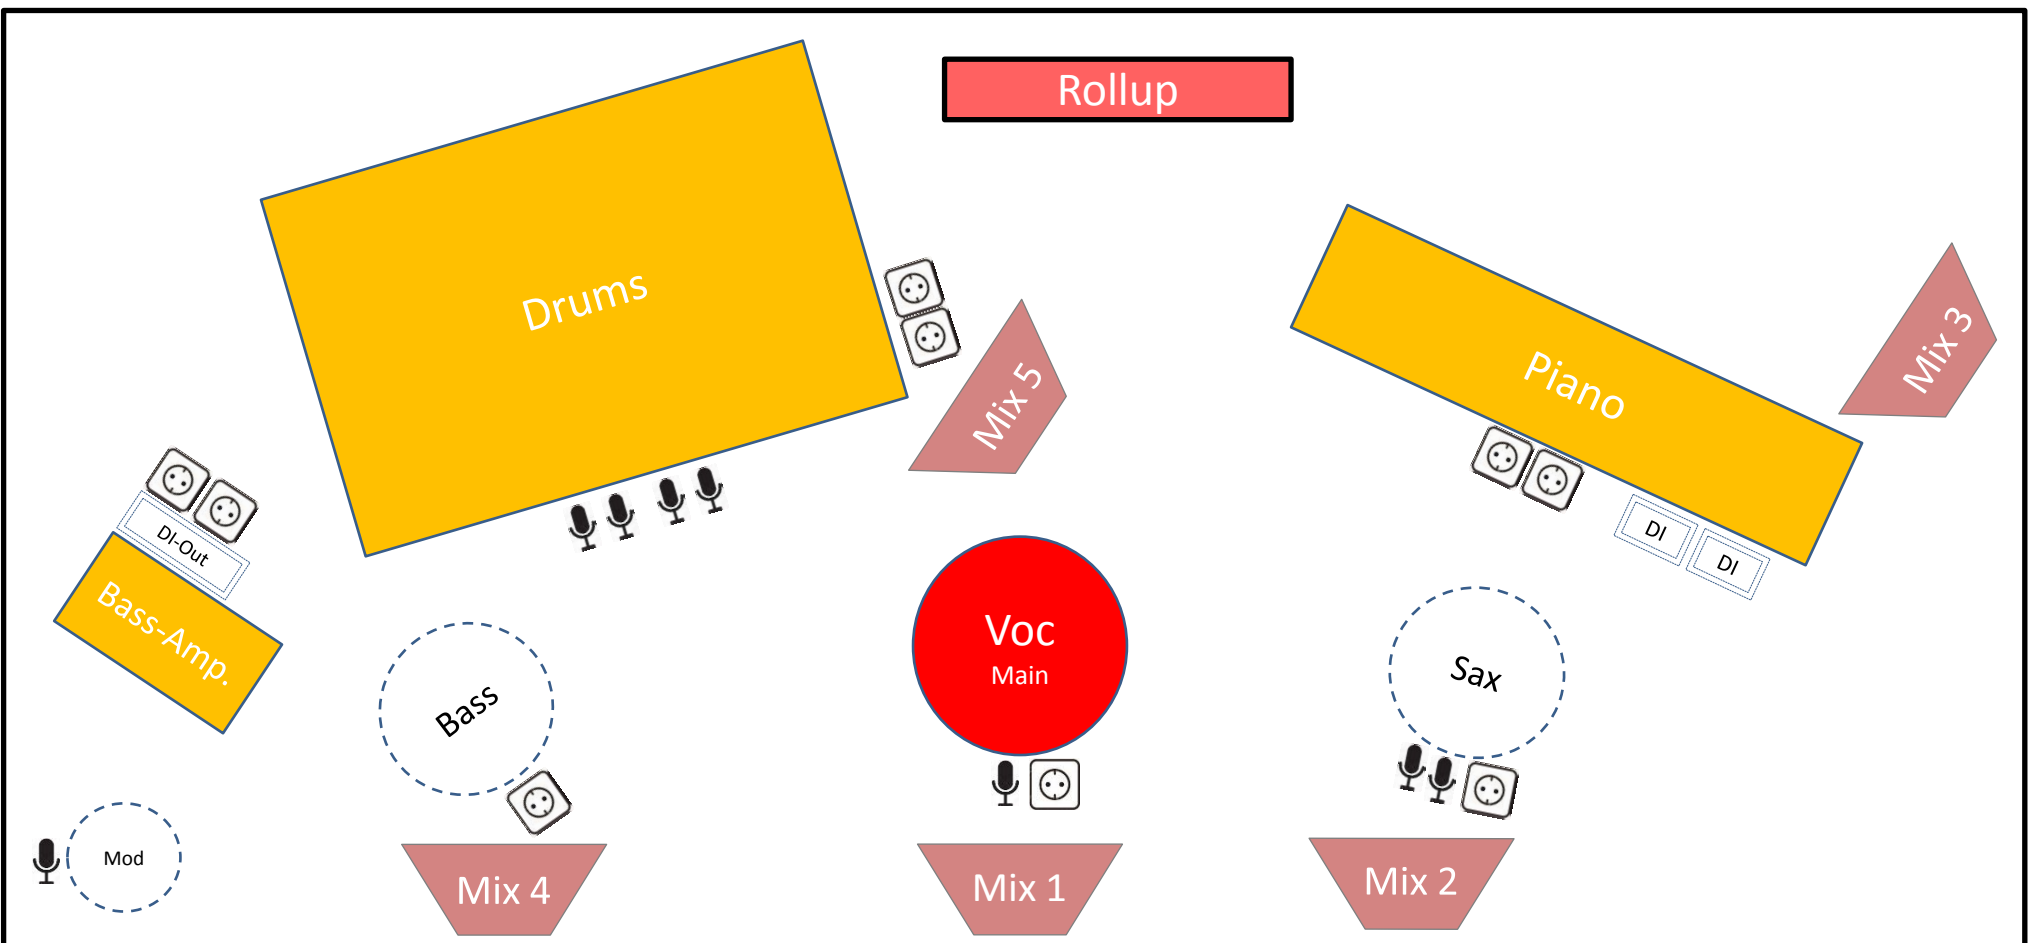 Rollup
Drums
Mix 3
Piano
Mix 5
DI-Out
DI
DI
Bass-Amp.
Voc
Main
Sax
Bass
Mod
Mix 4
Mix 1
Mix 2